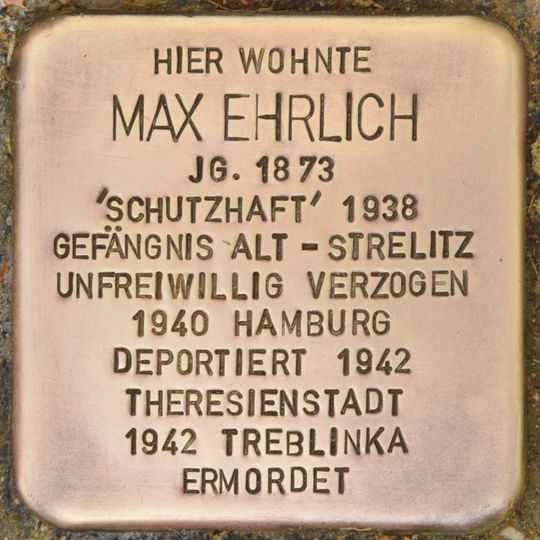 HIER WOHNTE
MAX EHRLICH
JG. 1873
'SCHUTZHAFT' 1938
GEFÄNGNIS ALT - STRELITZ
UNFREIWILLIG VERZOGEN
1940 HAMBURG
DEPORTIERT 1942
THERESIENSTADT
1942 TREBLINKA
ERMORDET